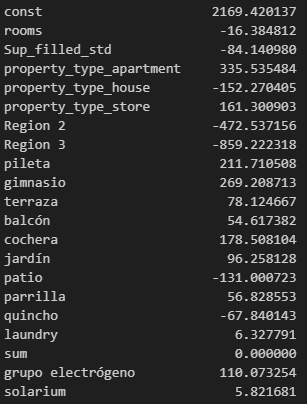 const 2169.420137
rooms -16.384812
Sup_filled_std -84.140980
property_type_apartment 335.535484
property_type_house -152.270405
property_type_store 161.300903
Region 2 -472.537156
Region 3 -859.222318
pileta 211.710508
gimnasio 269.208713
terraza 78.124667
balcón 54.617382
cochera 178.508104
jardín 96.258128
patio -131.000723
parrilla 56.828553
quincho -67.840143
laundry 6.327791
sum 0.000000
grupo electrógeno 110.073254
solarium 5.821681